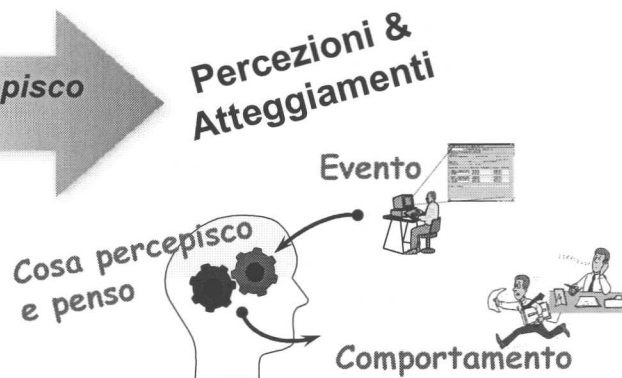 pisco
Percezioni &
Atteggiamenti
Evento
Cosa percepisco
e penso
Comportamento